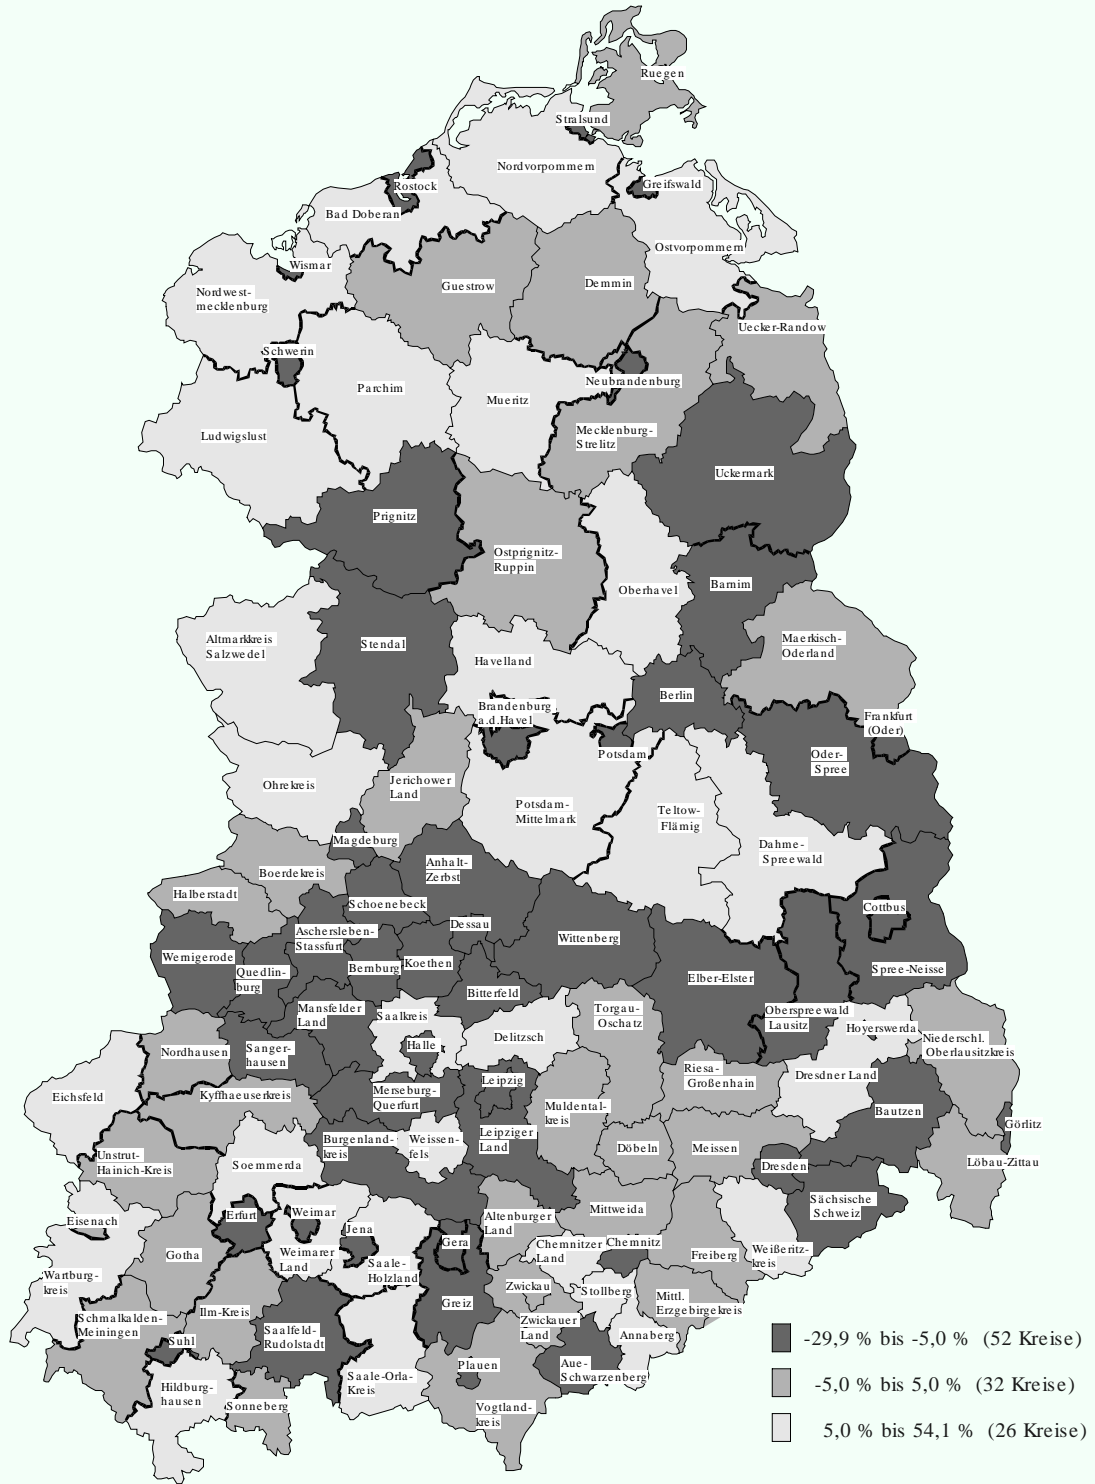 Ruegen
Stralsund
Nordvorpommern
Rostock
Greifswald
Bad Doberan
Ostvorpommern
Wismar
Guestrow
Demmin
Nordwest-
mecklenburg
Uecker-Randow
Schwerin
Neubrandenburg
Parchim
Mueritz
Ludwigslust
Mecklenburg-
Strelitz
Uckermark
Prignitz
Ostprignitz-
Ruppin
Barnim
Oberhavel
Altmarkkreis
Salzwedel
Stendal
Maerkisch-
Oderland
Havelland
Berlin
Brandenburg
a.d.Havel
Frankfurt
(Oder)
Potsdam
Oder-
Spree
Ohrekreis
Jerichower
Land
Potsdam-
Mittelmark
Teltow-
Flämig
Magdeburg
Dahme-
Spreewald
Anhalt-
Zerbst
Boerdekreis
Halberstadt
Schoenebeck
Cottbus
Aschersleben-
Stassfurt
Dessau
Wittenberg
Wernigerode
Quedlin-
burg
Bernburg
Koethen
Spree-Neisse
Elber-Elster
Bitterfeld
Mansfelder
Land
Saalkreis
Torgau-
Oschatz
Oberspreewald
Lausitz
Hoyerswerda
Niederschl.
Oberlausitzkreis
Delitzsch
Nordhausen
Sanger-
hausen
Halle
Riesa-
Großenhain
Dresdner Land
Leipzig
Eichsfeld
Kyffhaeuserkreis
Merseburg-
Querfurt
Muldental-
kreis
Bautzen
Görlitz
Burgenland-
kreis
Weissen-
fels
Leipziger
Land
Döbeln
Meissen
Unstrut-
Hainich-Kreis
Soemmerda
Dresden
Löbau-Zittau
Sächsische
Schweiz
Eisenach
Erfurt
Weimar
Jena
Gera
Altenburger
Land
Mittweida
Gotha
Weimarer
Land
Saale-
Holzland
Chemnitzer
Land
Chemnitz
Freiberg
Weißeritz-
kreis
Wartburg-
kreis
Greiz
Zwickau
Stollberg
Mittl.
Erzgebirgekreis
Schmalkalden-
Meiningen
Ilm-Kreis
Suhl
Saalfeld-
Rudolstadt
Zwickauer
Land
Annaberg
Plauen
Aue-
Schwarzenberg
Saale-Orla-
Kreis
Hildburg-
hausen
Sonneberg
Vogtland-
kreis
-29,9 % bis -5,0 % (52 Kreise)
-5,0 % bis 5,0 % (32 Kreise)
5,0 % bis 54,1 % (26 Kreise)